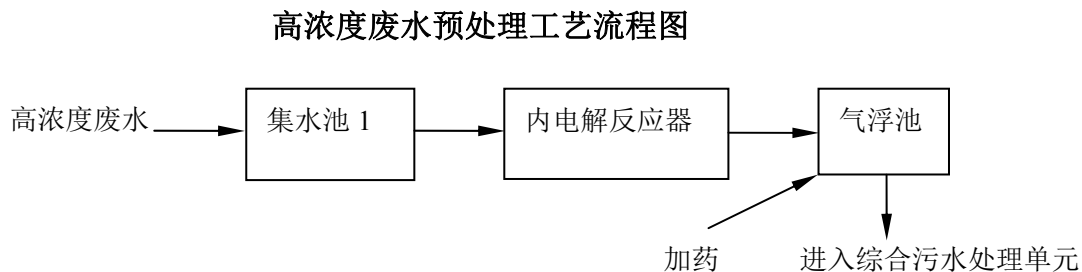 高浓度废水预处理工艺流程图
高浓度废水
集水池 1
内电解反应器
气浮池
加药
进入综合污水处理单元